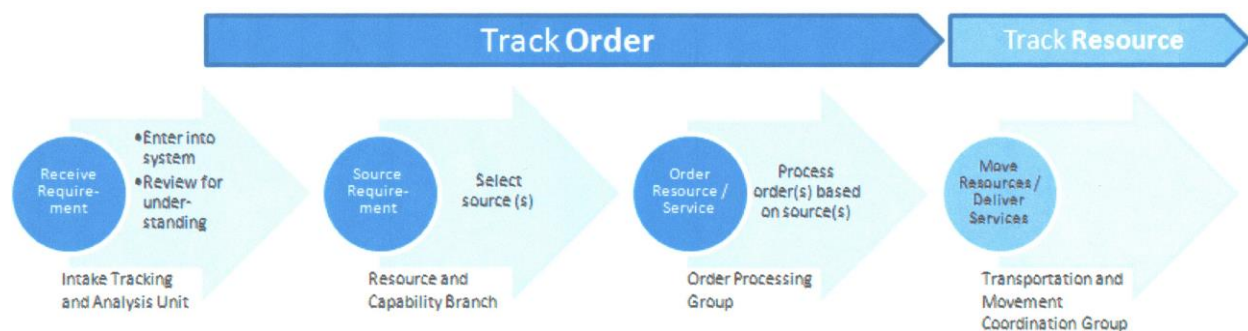 Track Order
Track Resource
Receive
Require-
ment
•Enter into
system
•Review for
under-
standing
Intake Tracking
and Analysis Unit
Source
Require-
ment
Select
source (s)
Resource and
Capability Branch
Order
Resource /
Service
Process
order(s) based
on source(s)
Order Processing
Group
Move
Resources /
Deliver
Services
Transportation and
Movement
Coordination Group